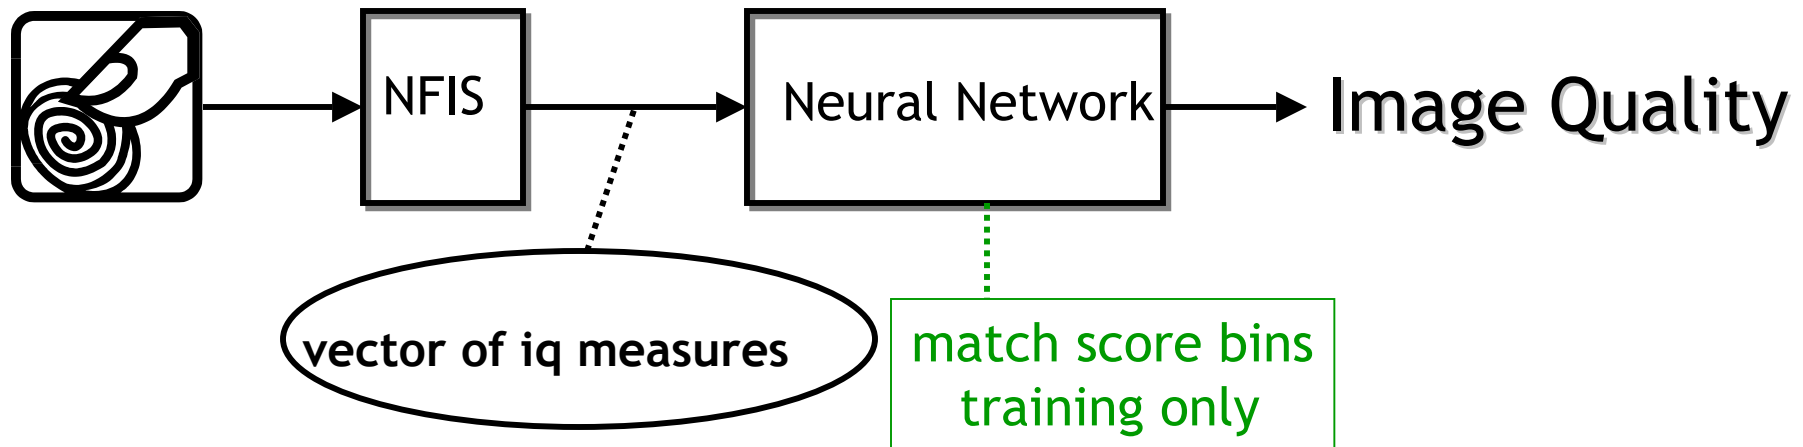 NFIS
Neural Network
Image Quality
vector of iq measures
match score bins
training only